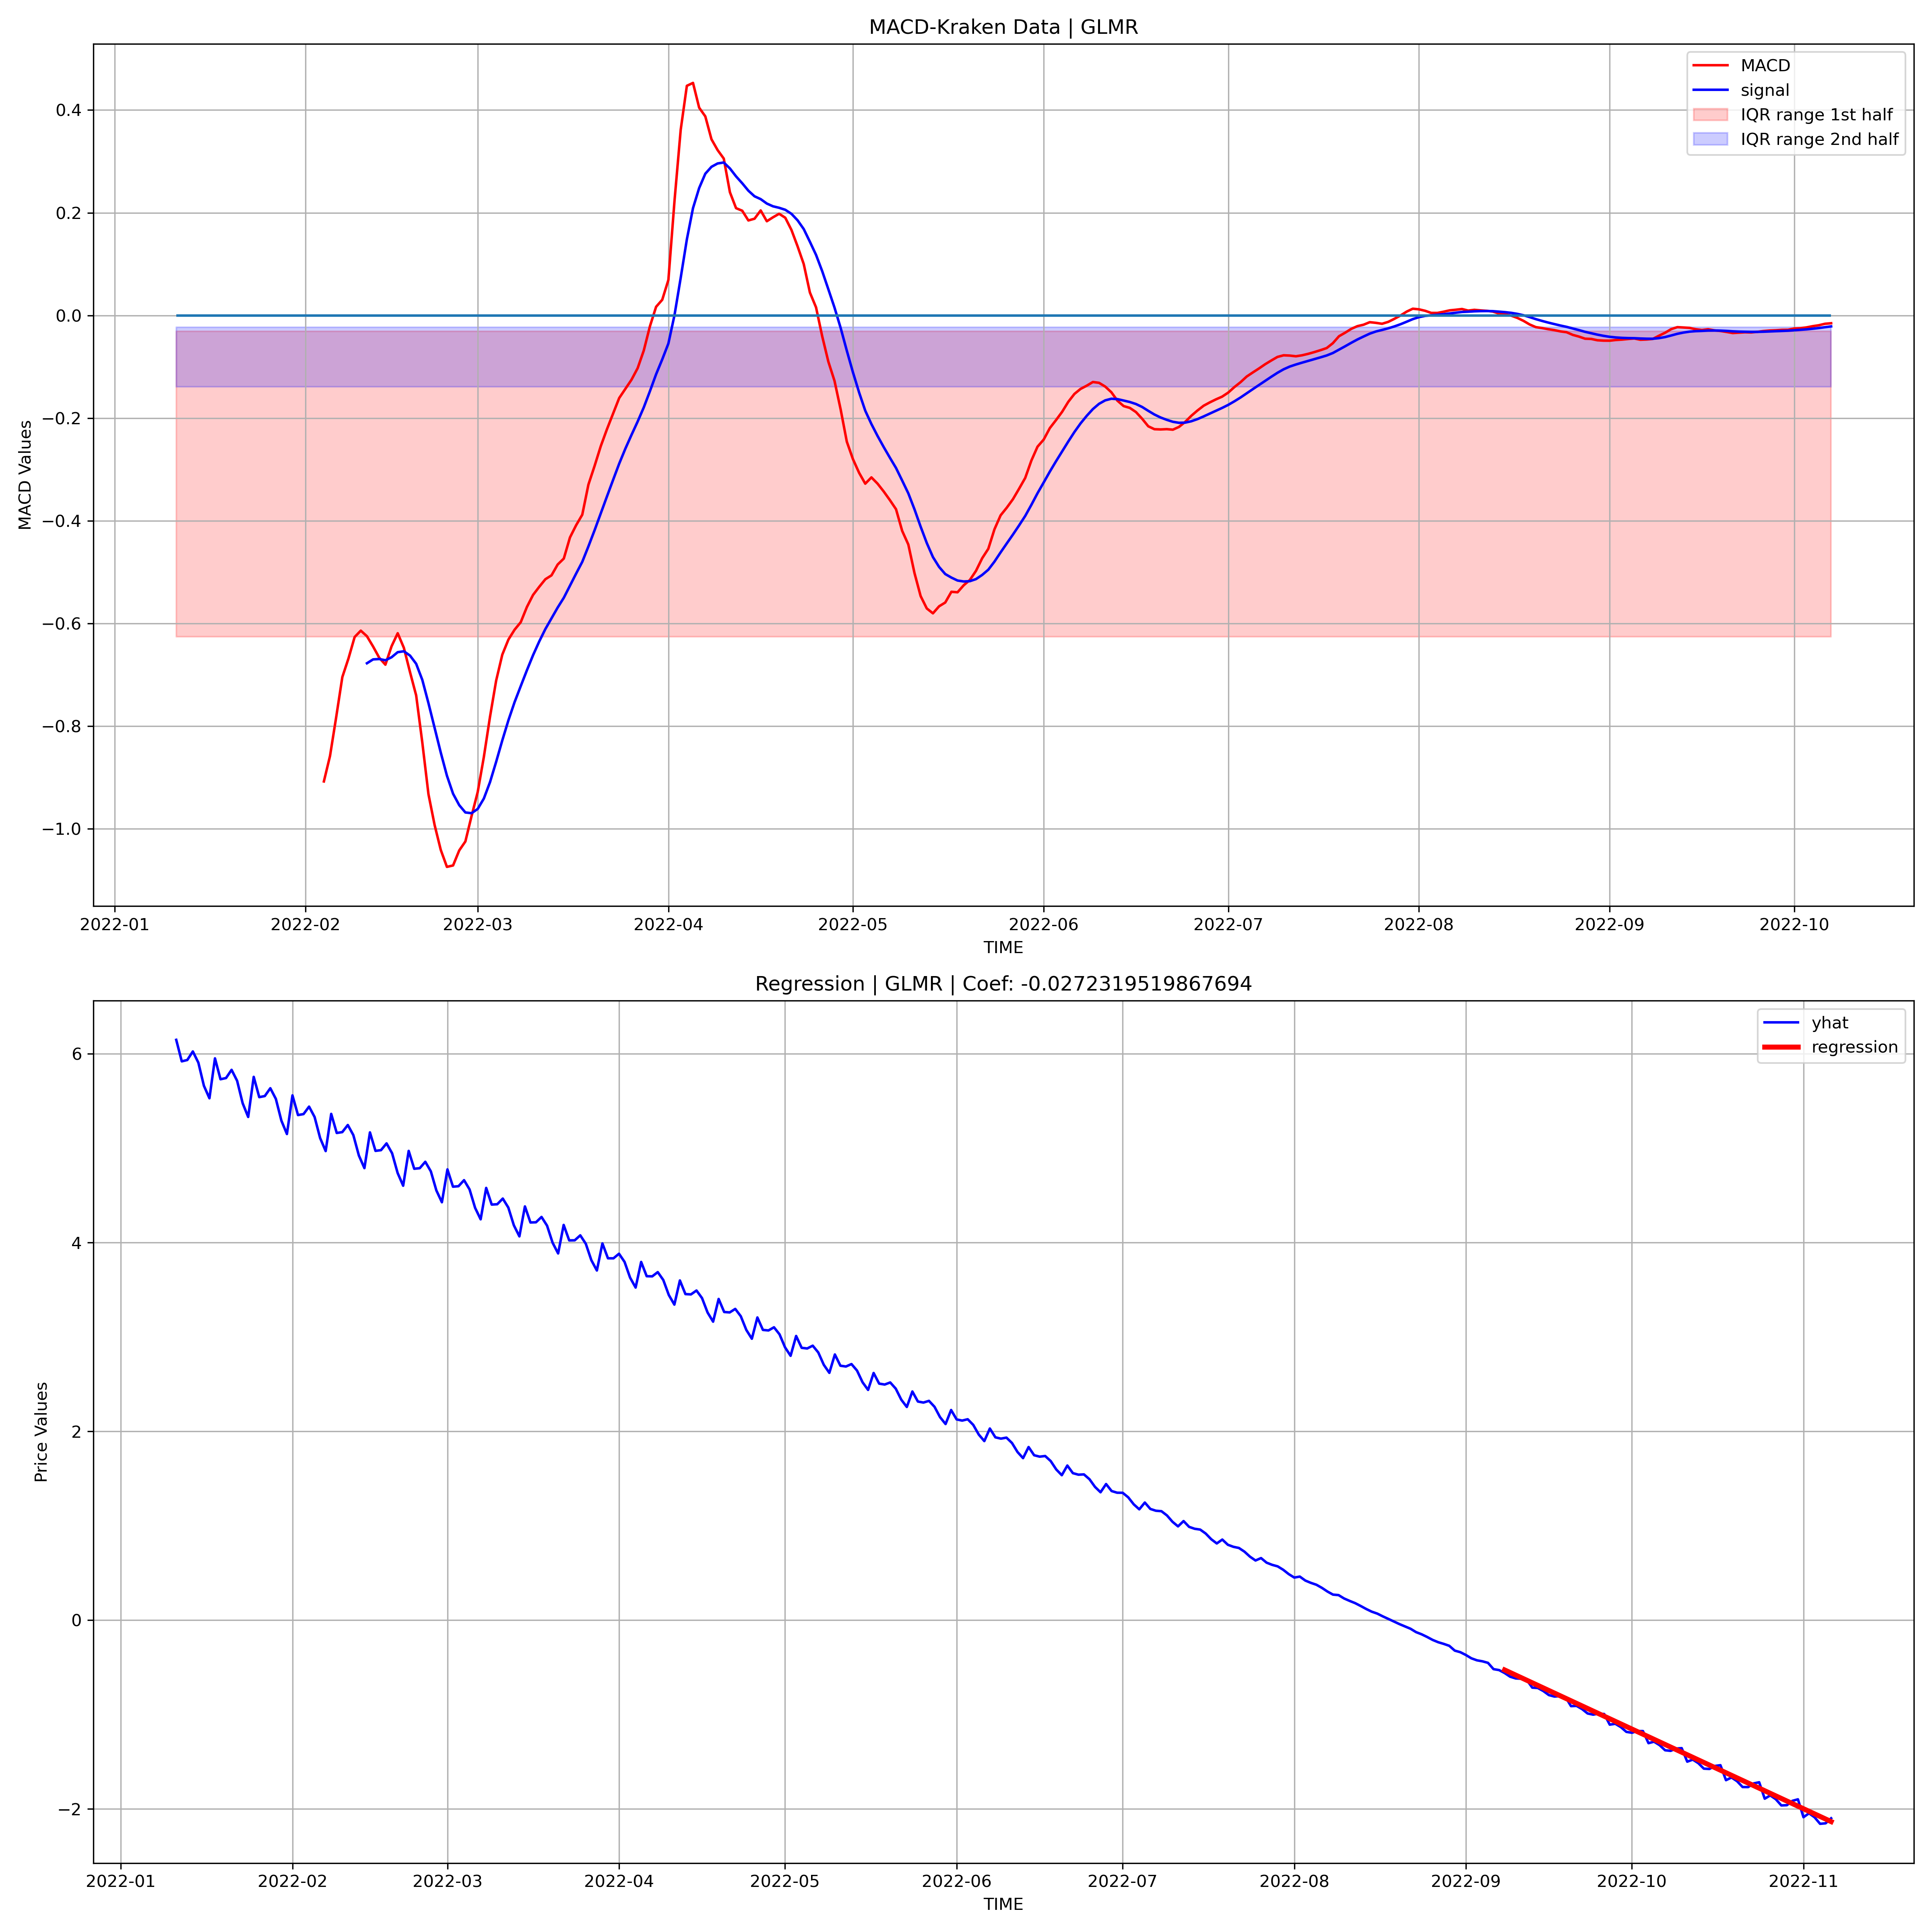 MACD-Kraken Data | GLMR
MACD
signal
IQR range 1st half
IQR range 2nd half
MACD Values
0.4
0.2
0.0
−0.2
−0.4
−0.6
−0.8
−1.0
2022-01 2022-02 2022-03 2022-04 2022-05 2022-06 2022-07 2022-08 2022-09 2022-10
TIME
Regression | GLMR | Coef: -0.0272319519867694
yhat
regression
Price Values
6
4
2
0
−2
2022-01 2022-02 2022-03 2022-04 2022-05 2022-06 2022-07 2022-08 2022-09 2022-10 2022-11
TIME